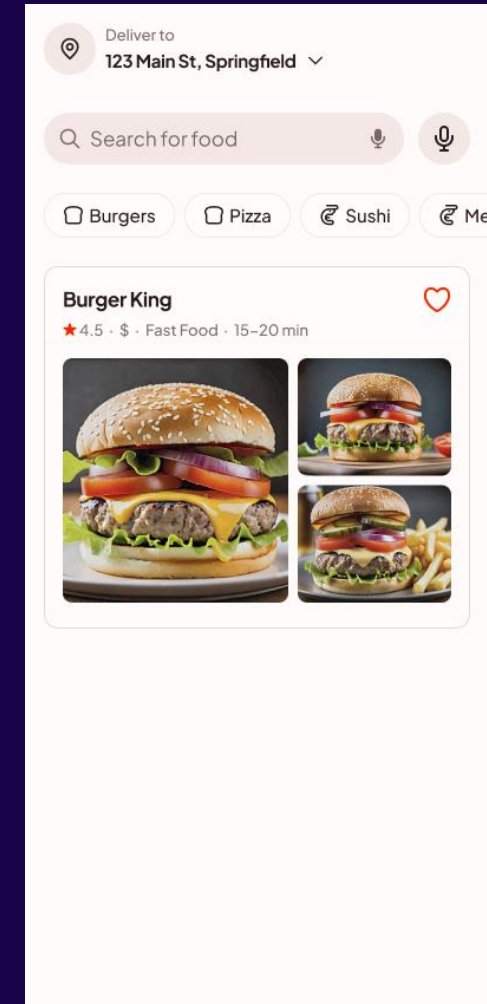 Deliver to
123 Main St, Springfield
Search for food
Burgers Pizza Sushi Me
Burger King
4.5 · $ · Fast Food · 15–20 min